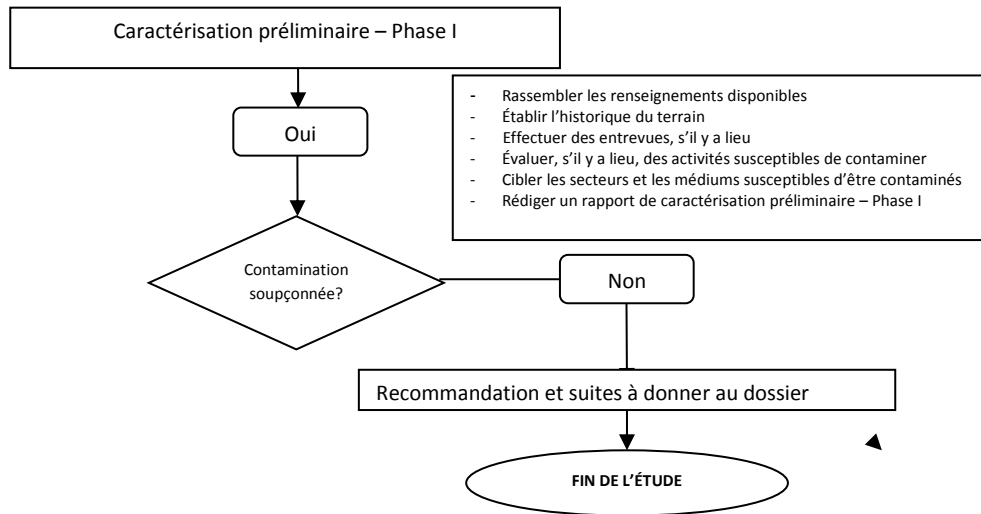 Caractérisation préliminaire – Phase I
Oui
- Rassembler les renseignements disponibles
- Établir l'historique du terrain
- Effectuer des entrevues, s'il y a lieu
- Évaluer, s'il y a lieu, des activités susceptibles de contaminer
- Cibler les secteurs et les médiums susceptibles d'être contaminés
- Rédiger un rapport de caractérisation préliminaire – Phase I
Contamination
soupçonnée?
Non
Recommandation et suites à donner au dossier
FIN DE L'ÉTUDE